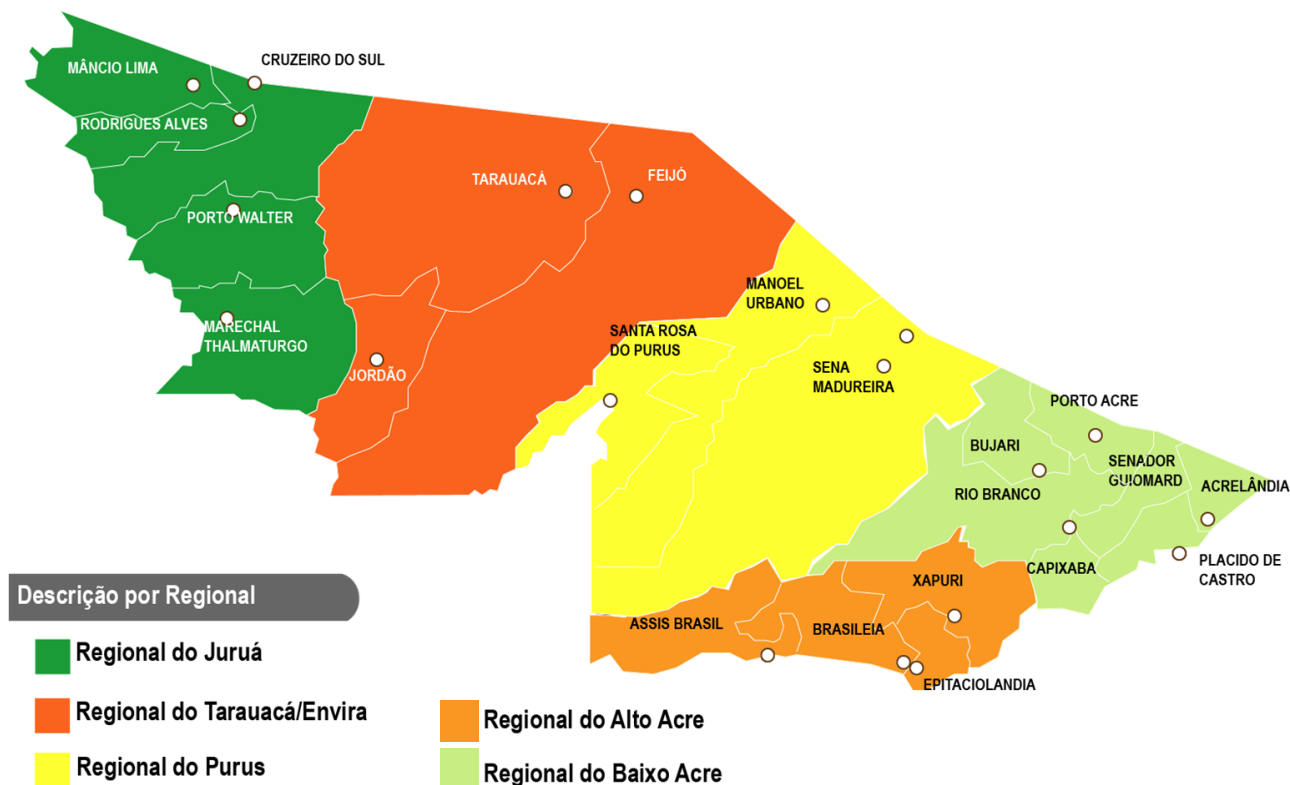 CRUZEIRO DO SUL
MÂNCIO LIMA
RODRIGUES ALVES
TARAUACÁ
FEIJÓ
PORTO WALTER
MANOEL
URBANO
MARECHAL
THALMATURGO
SANTA ROSA
DO PURUS
JORDÃO
SENA
MADUREIRA
PORTO ACRE
BUJARI
SENADOR
GUIOMARD
RIO BRANCO
ACRELÂNDIA
CAPIXABA
PLACIDO DE
CASTRO
XAPURI
ASSIS BRASIL
BRASILEIA
EPITACIOLANDIA
Descrição por Regional
Regional do Juruá
Regional do Tarauacá/Envira
Regional do Purus
Regional do Alto Acre
Regional do Baixo Acre